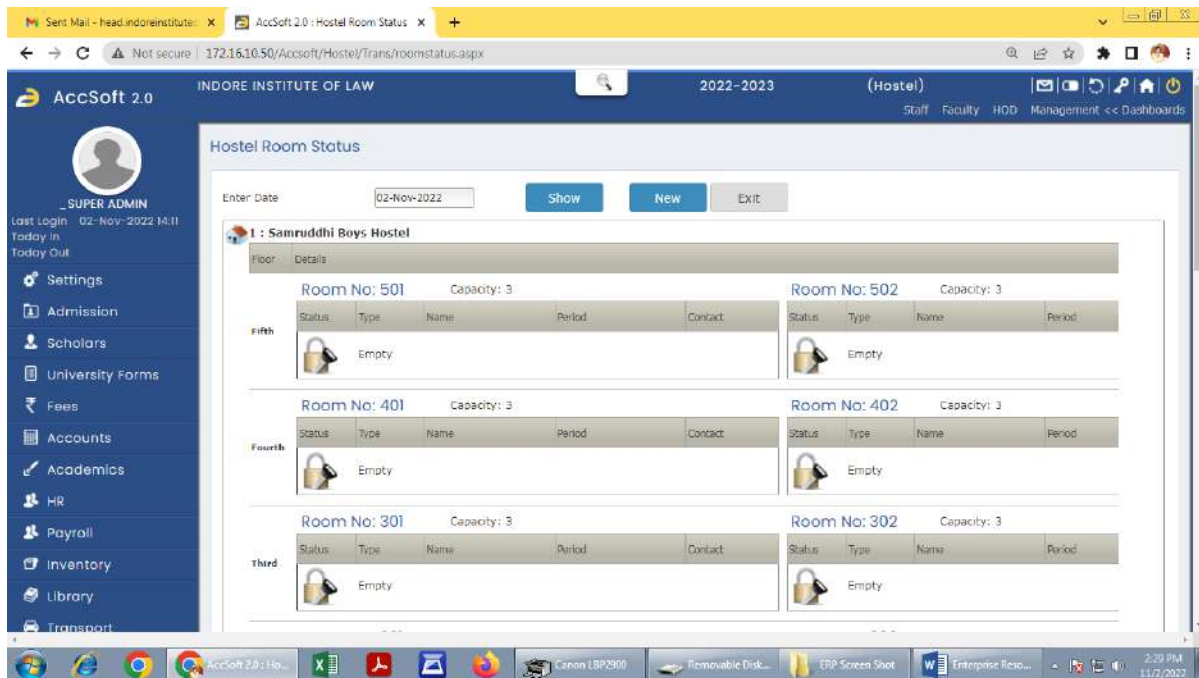 Sent Mail - head.indoreinstitute
AccSoft 2.0 : Hostel Room Status
Not secure | 172.16.10.50/Accsoft/Hostel/Trans/roomstatus.aspx
AccSoft 2.0
INDORE INSTITUTE OF LAW
2022-2023
(Hostel)
Staff Faculty HOD Management << Dashboards
_SUPER ADMIN
Last Login 02-Nov-2022 14:11
Today In
Today Out
Settings
Admission
Scholars
University Forms
Fees
Accounts
Academics
HR
Payroll
Inventory
Library
Transport
Hostel Room Status
Enter Date 02-Nov-2022 Show New Exit
1 : Samruddhi Boys Hostel
Floor Details
Room No: 501 Capacity: 3 Room No: 502 Capacity: 3
Status Type Name Period Contact Status Type Name Period
Fifth
Empty Empty
Room No: 401 Capacity: 3 Room No: 402 Capacity: 3
Status Type Name Period Contact Status Type Name Period
Fourth
Empty Empty
Room No: 301 Capacity: 3 Room No: 302 Capacity: 3
Status Type Name Period Contact Status Type Name Period
Third
Empty Empty
AccSoft 2.0 : Ho... Canon LBP2900 Removable Disk... ERP Screen Shot Enterprise Reso... 2:29 PM
11/2/2022